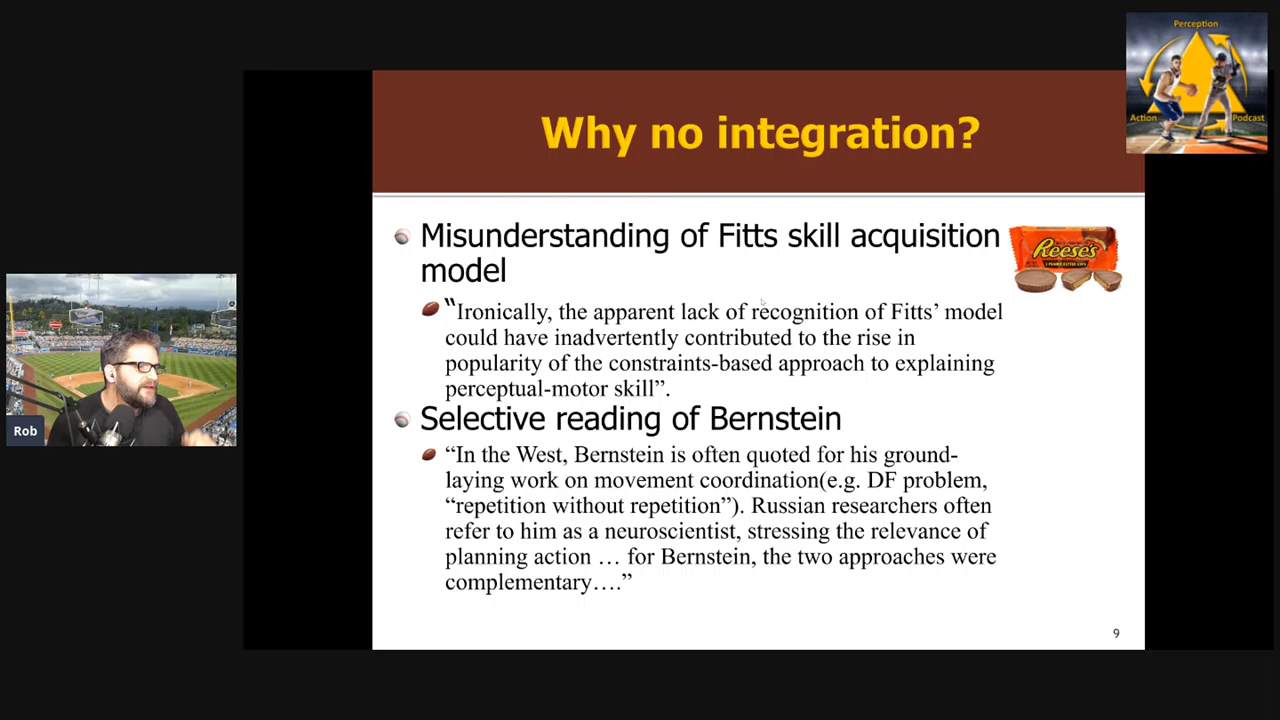 Perception
Action
Podcast
Why no integration?
Misunderstanding of Fitts skill acquisition
model
Reese's
“Ironically, the apparent lack of recognition of Fitts’ model
could have inadvertently contributed to the rise in
popularity of the constraints-based approach to explaining
perceptual-motor skill”.
Selective reading of Bernstein
“In the West, Bernstein is often quoted for his ground-
laying work on movement coordination(e.g. DF problem,
“repetition without repetition”). Russian researchers often
refer to him as a neuroscientist, stressing the relevance of
planning action … for Bernstein, the two approaches were
complementary….”
Rob
9